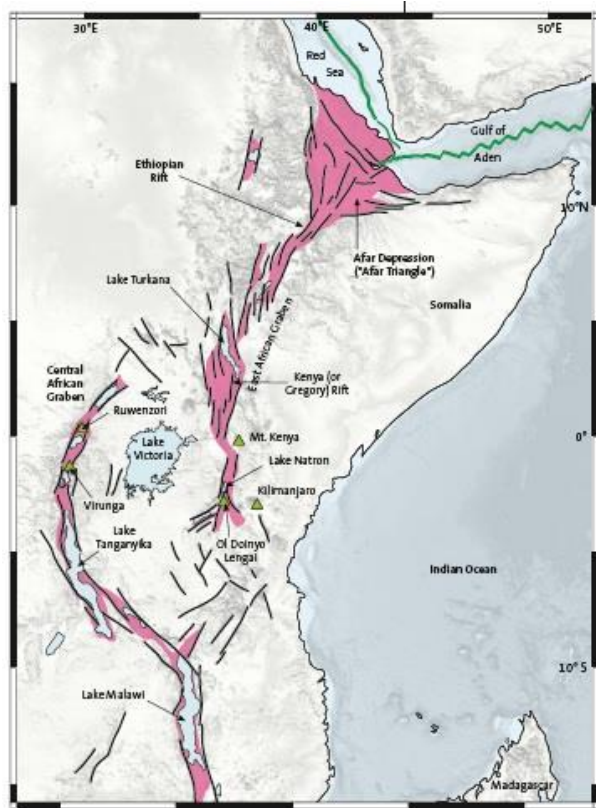 30°E
40°E
50°E
Red
Sea
Gulf of
Aden
Ethiopian
Rift
10°N
Afar Depression
("Afar Triangle")
Lake Turkana
Somalia
East African Graben
Central
African
Graben
Kenya (or
Gregory) Rift
Ruwenzori
Lake
Victoria
Mt. Kenya
0°
Lake Natron
Kilimanjaro
Virunga
Lake
Tanganyika
Ol Doinyo
Lengai
Indian Ocean
10°S
Lake Malawi
Madagascar